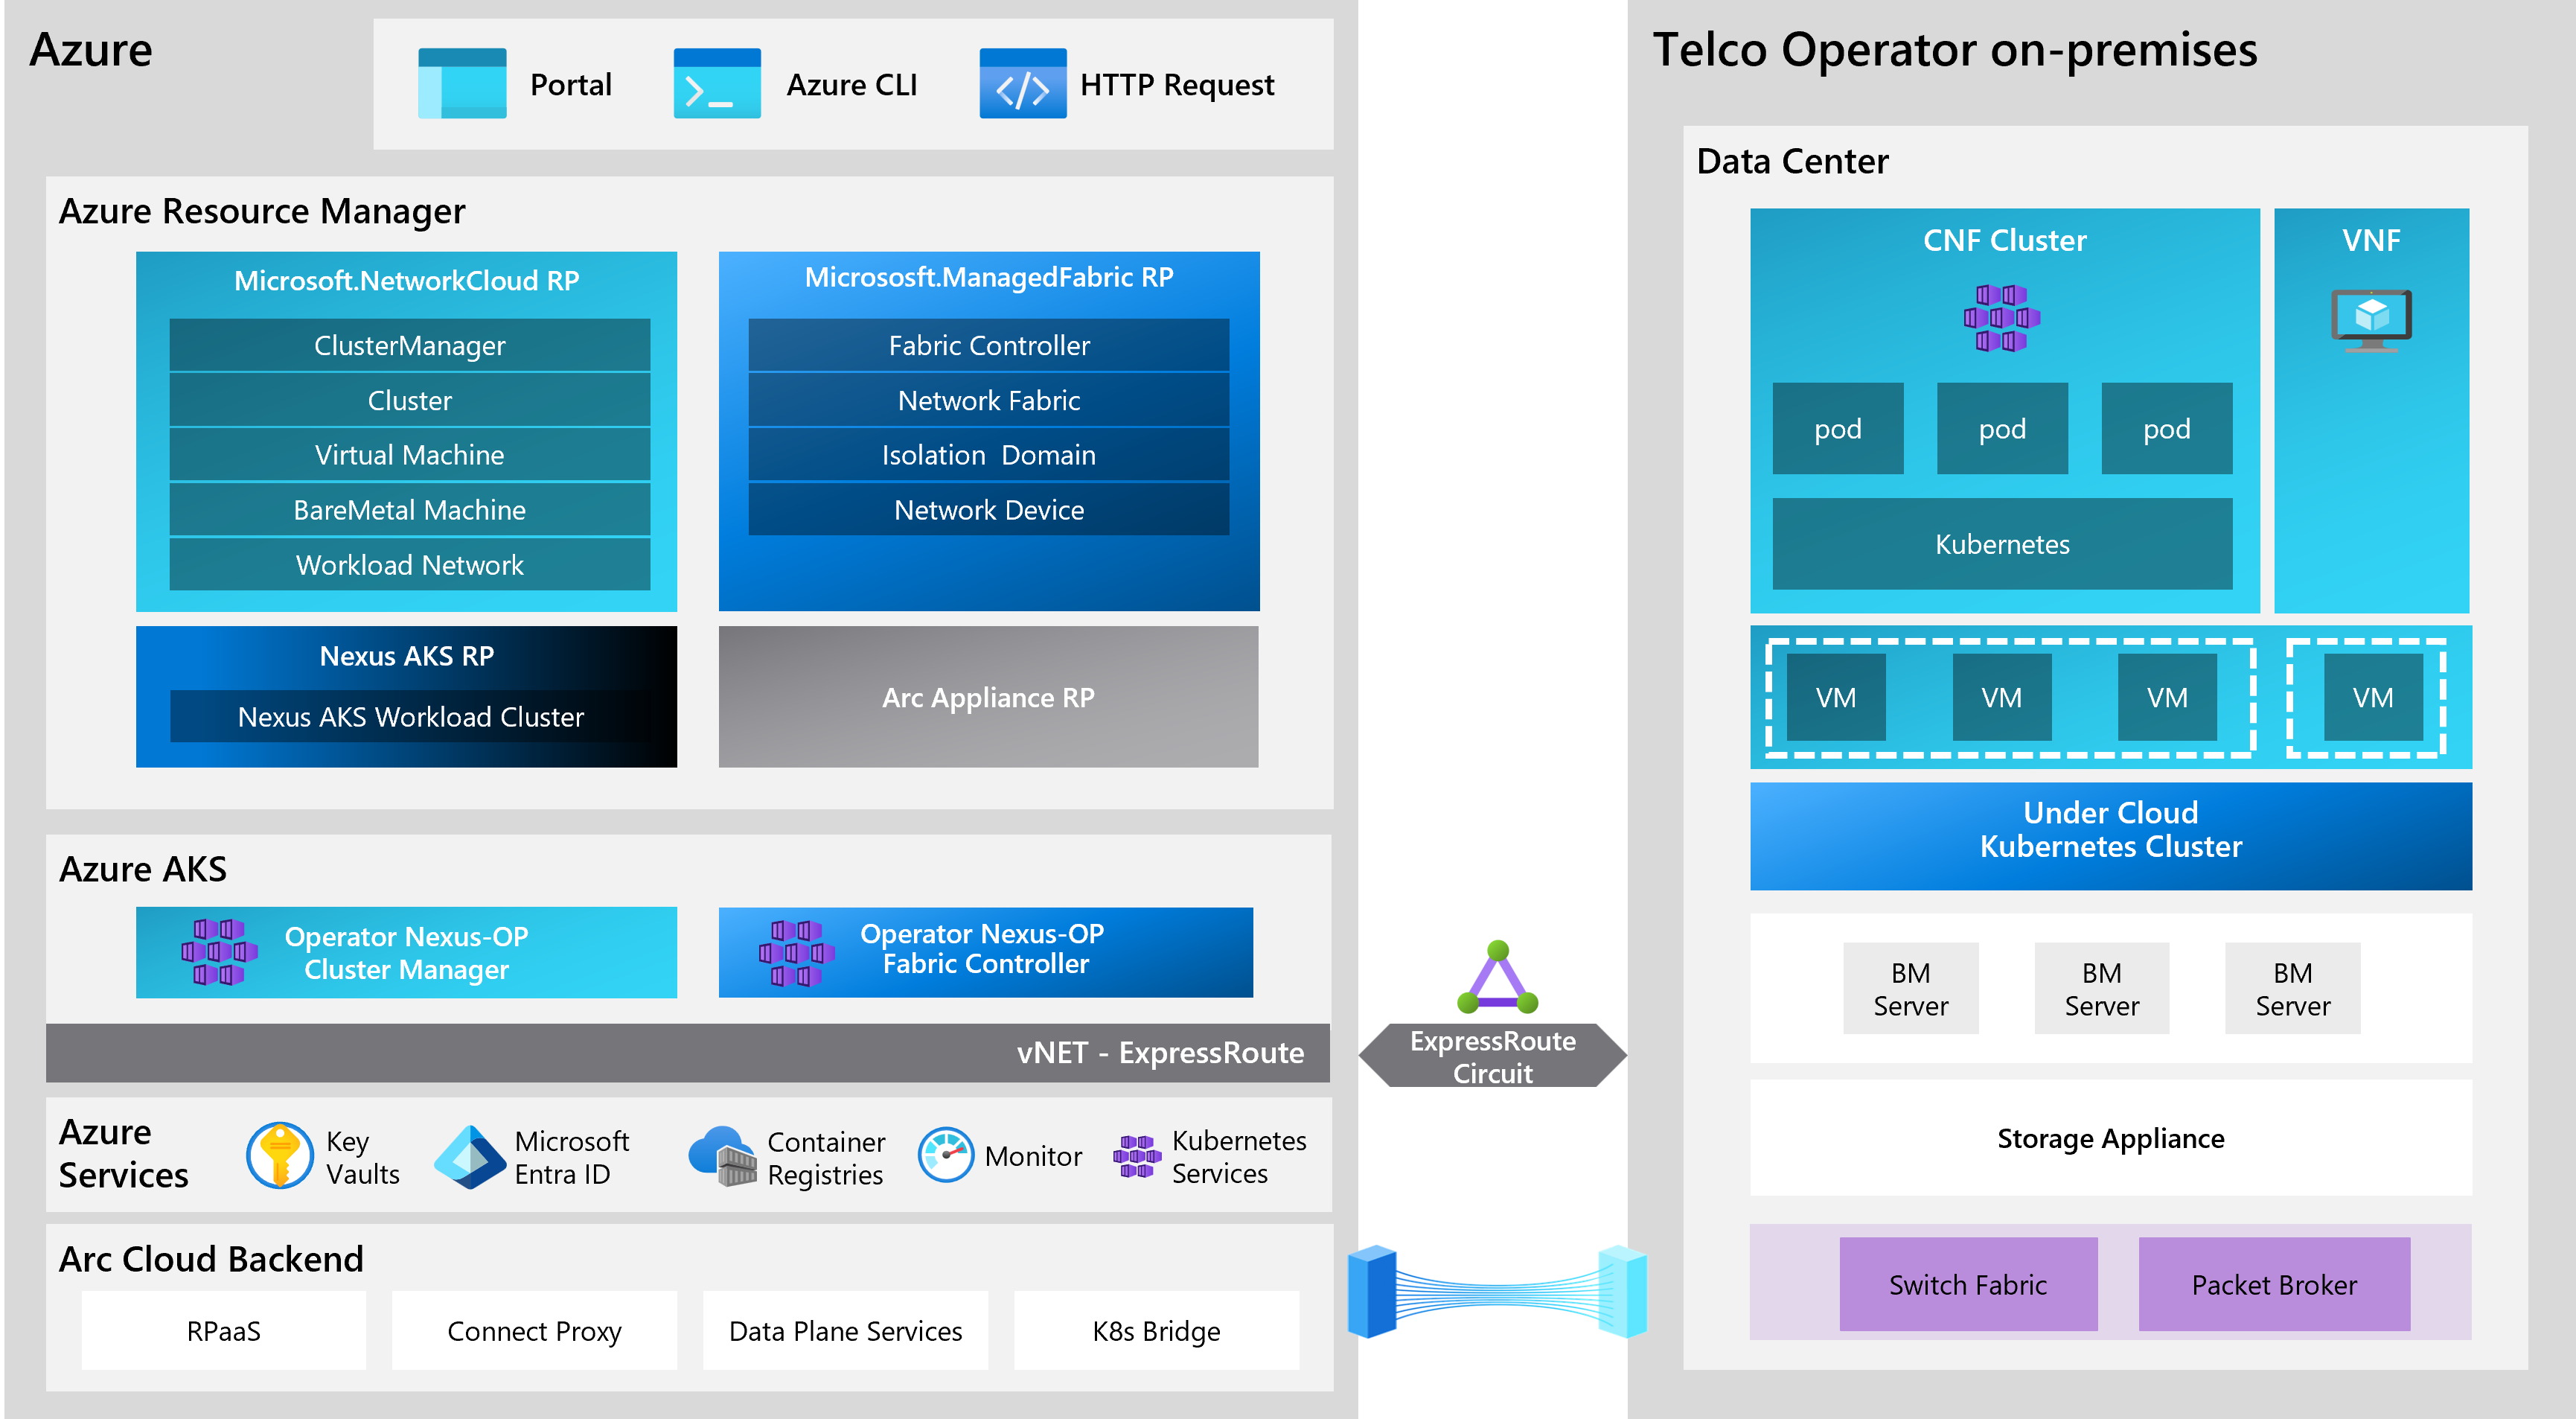 Azure
Portal
Azure CLI
HTTP Request
Azure Resource Manager
Microsoft.NetworkCloud RP
ClusterManager
Cluster
Virtual Machine
BareMetal Machine
Workload Network
Micrososft.ManagedFabric RP
Fabric Controller
Network Fabric
Isolation  Domain
Network Device
Nexus AKS RP
Nexus AKS Workload Cluster
Arc Appliance RP
Azure AKS
Operator Nexus-OP
Cluster Manager
Operator Nexus-OP
Fabric Controller
vNET - ExpressRoute
Azure
Services
Key
Vaults
Microsoft
Entra ID
Container
Registries
Monitor
Kubernetes
Services
Arc Cloud Backend
RPaaS
Connect Proxy
Data Plane Services
K8s Bridge
ExpressRoute
Circuit
Telco Operator on-premises
Data Center
CNF Cluster
pod
pod
pod
Kubernetes
VNF
VM
VM
VM
VM
Under Cloud
Kubernetes Cluster
BM
Server
BM
Server
BM
Server
Storage Appliance
Switch Fabric
Packet Broker